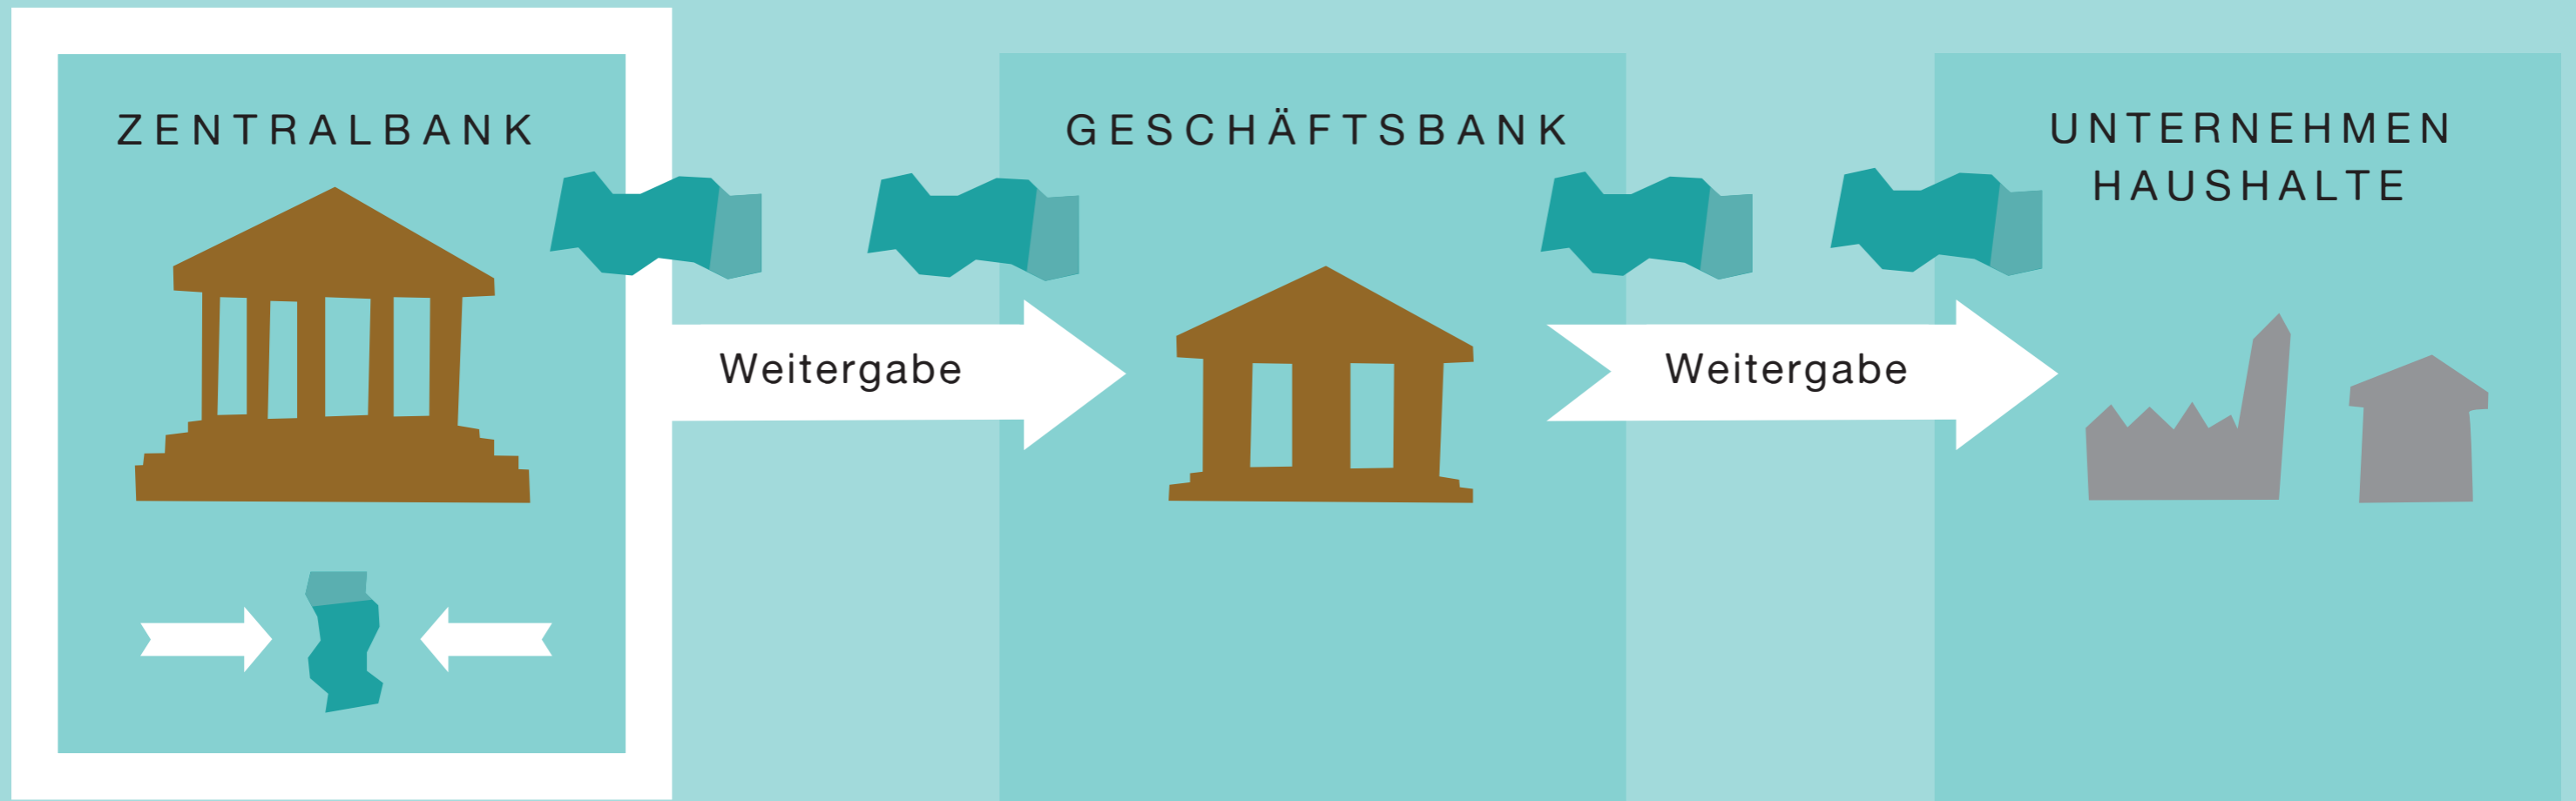 ZENTRALBANK
GESCHÄFTSBANK
UNTERNEHMEN
HAUSHALTE
Weitergabe
Weitergabe